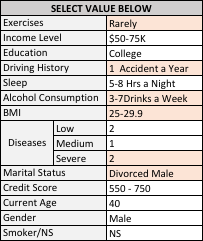 SELECT VALUE BELOW
Exercises Rarely
Income Level $50-75K
Education College
Driving History 1 Accident a Year
Sleep 5-8 Hrs a Night
Alcohol Consumption 3-7Drinks a Week
BMI 25-29.9
Diseases Low 2
Medium 1
Severe 2
Marital Status Divorced Male
Credit Score 550 - 750
Current Age 40
Gender Male
Smoker/NS NS